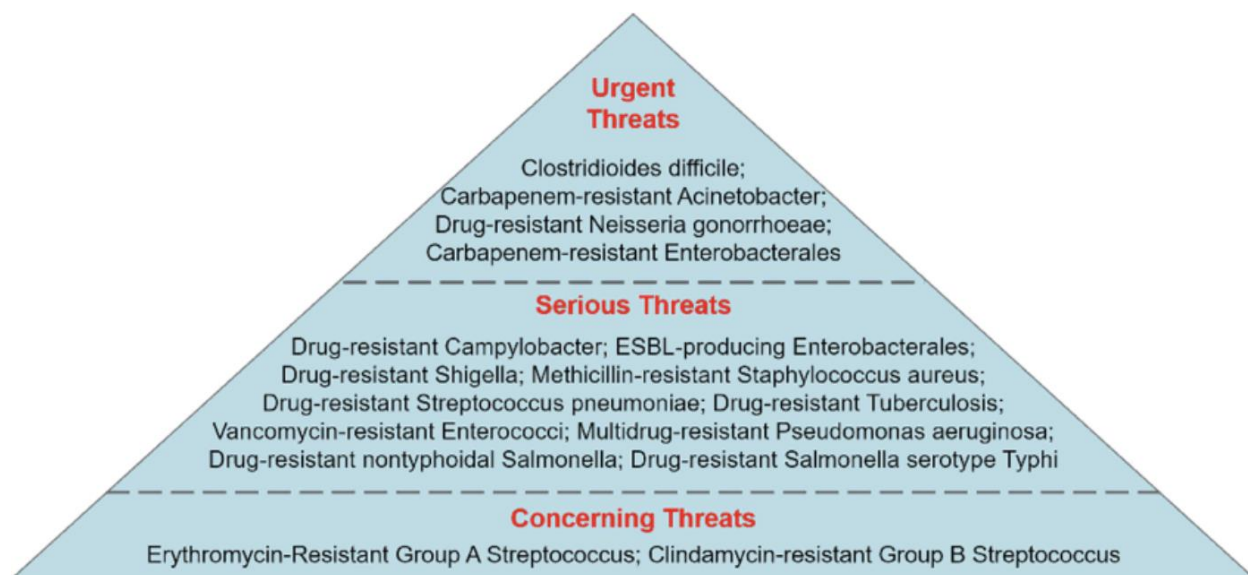 Urgent
Threats
Clostridioides difficile;
Carbapenem-resistant Acinetobacter;
Drug-resistant Neisseria gonorrhoeae;
Carbapenem-resistant Enterobacterales
Serious Threats
Drug-resistant Campylobacter; ESBL-producing Enterobacterales;
Drug-resistant Shigella; Methicillin-resistant Staphylococcus aureus;
Drug-resistant Streptococcus pneumoniae; Drug-resistant Tuberculosis;
Vancomycin-resistant Enterococci; Multidrug-resistant Pseudomonas aeruginosa;
Drug-resistant nontyphoidal Salmonella; Drug-resistant Salmonella serotype Typhi
Concerning Threats
Erythromycin-Resistant Group A Streptococcus; Clindamycin-resistant Group B Streptococcus